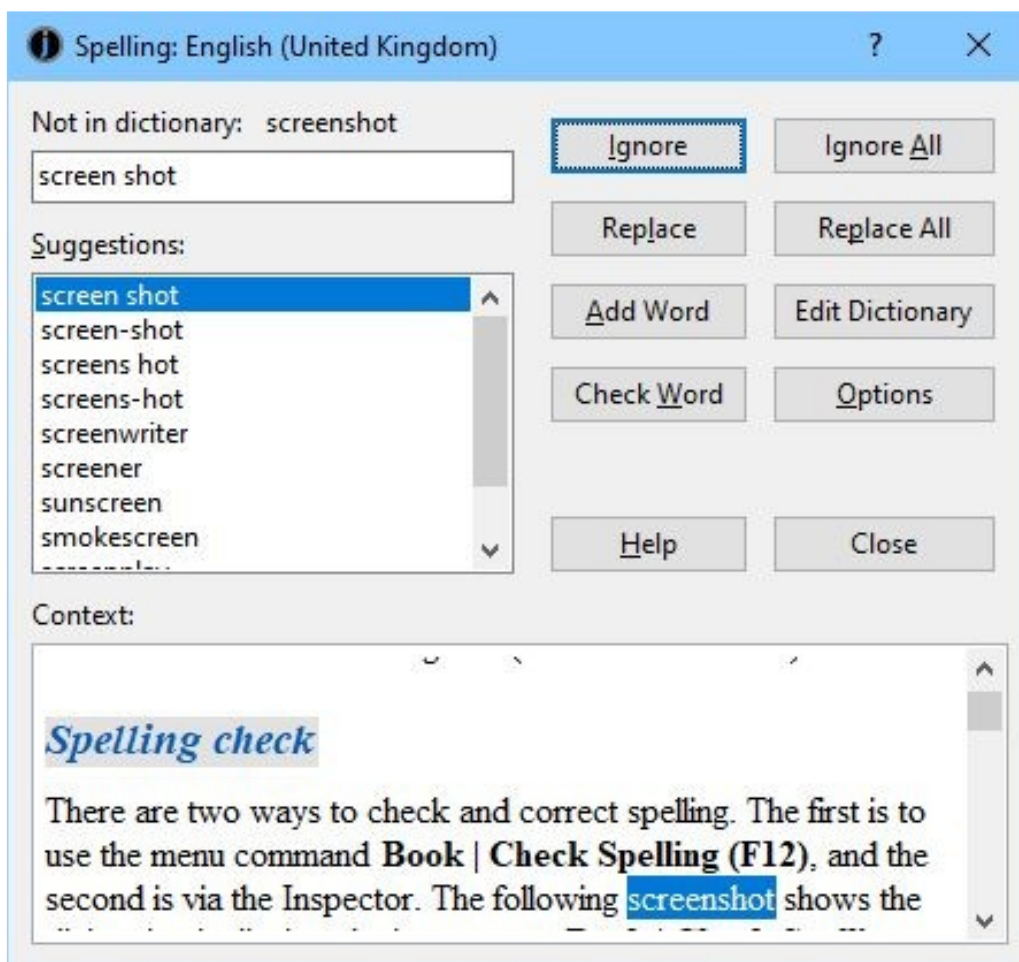 Spelling: English (United Kingdom)
?
Not in dictionary: screenshot
screen shot
Ignore
Ignore All
Replace
Replace All
Suggestions:
screen shot
screen-shot
screens hot
screens-hot
screenwriter
screener
sunscreen
smokescreen
Add Word
Edit Dictionary
Check Word
Options
Help
Close
Context:
Spelling check
There are two ways to check and correct spelling. The first is to
use the menu command Book | Check Spelling (F12), and the
second is via the Inspector. The following screenshot shows the